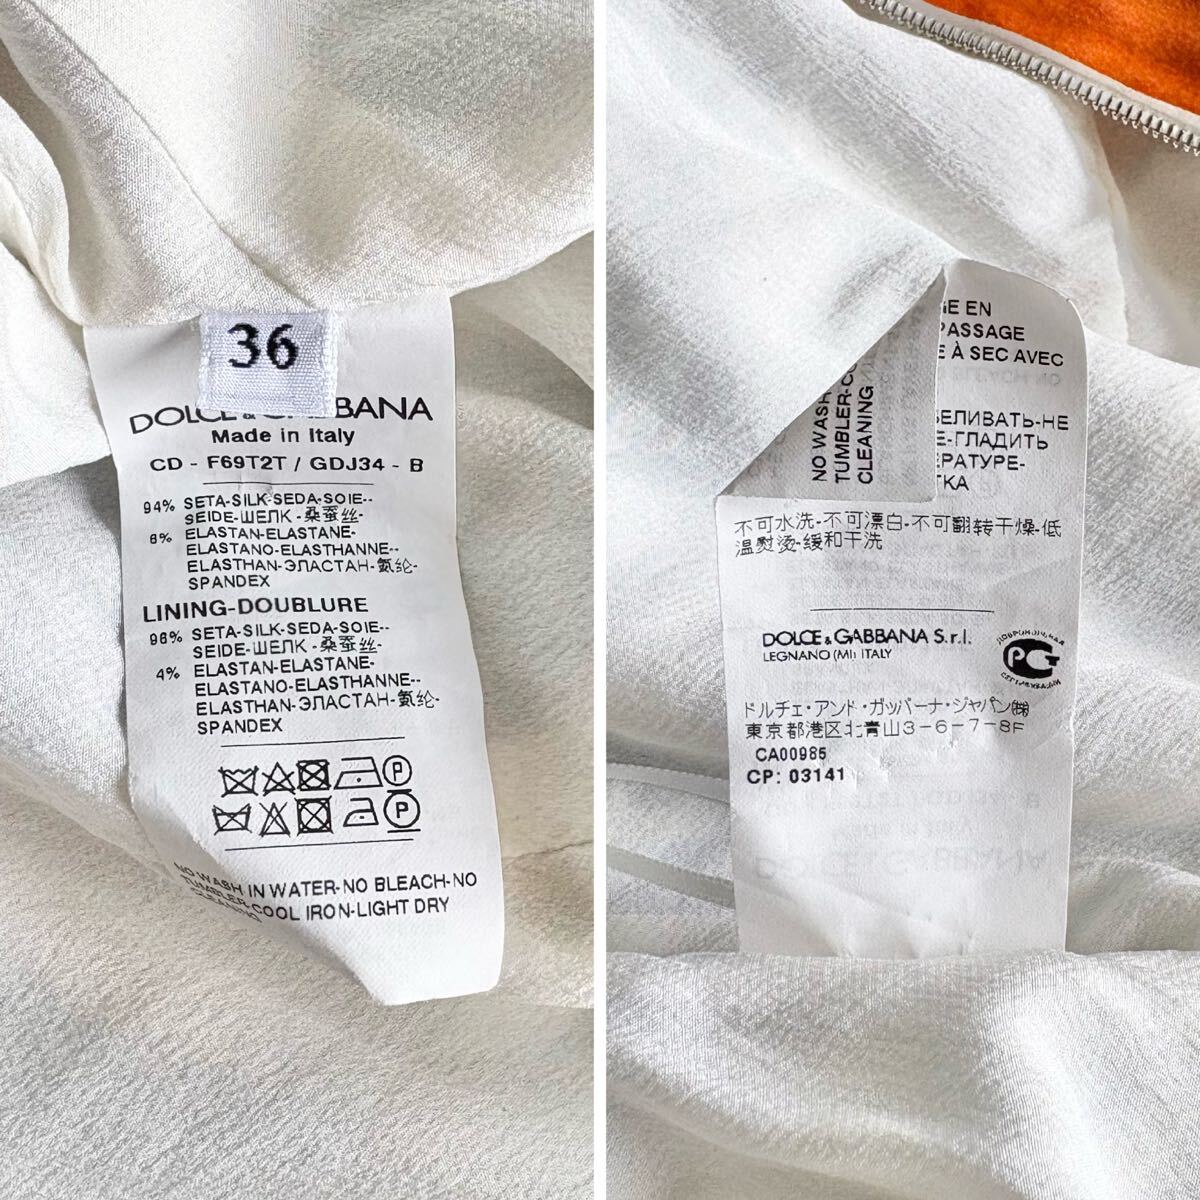 36
DOLCE & GABBANA
Made in Italy
CD - F69T2T / GDJ34 - B
94% SETA-SILK-SEDA-SOIE--
SEIDE-ШЕЛК -桑蚕丝-
6% ELASTAN-ELASTANE-
ELASTANO-ELASTHANNE--
ELASTHAN-ЭЛАСТАН-氨纶-
SPANDEX
LINING-DOUBLURE
96% SETA-SILK-SEDA-SOIE--
SEIDE-ШЕЛК -桑蚕丝-
4% ELASTAN-ELASTANE-
ELASTANO-ELASTHANNE--
ELASTHAN-ЭЛАСТАН-氨纶-
SPANDEX
P
P
NO WASH IN WATER-NO BLEACH-NO
TUMBLER-COOL IRON-LIGHT DRY
CLEANING
GE EN
PASSAGE
E À SEC AVEC
NO WASH
TUMBLER-CO
CLEANING
БЕЛИВАТЬ-НЕ
Е-ГЛАДИТЬ
ЕРАТУРЕ-
ТКА
不可水洗-不可漂白-不可翻转干燥-低
温熨烫-缓和干洗
DOLCE & GABBANA S.r.l.
LEGNANO (MI) ITALY
ドルチェ・アンド・ガッバーナ・ジャパン㈱
東京都港区北青山3-6-7-8F
CA00985
CP: 03141